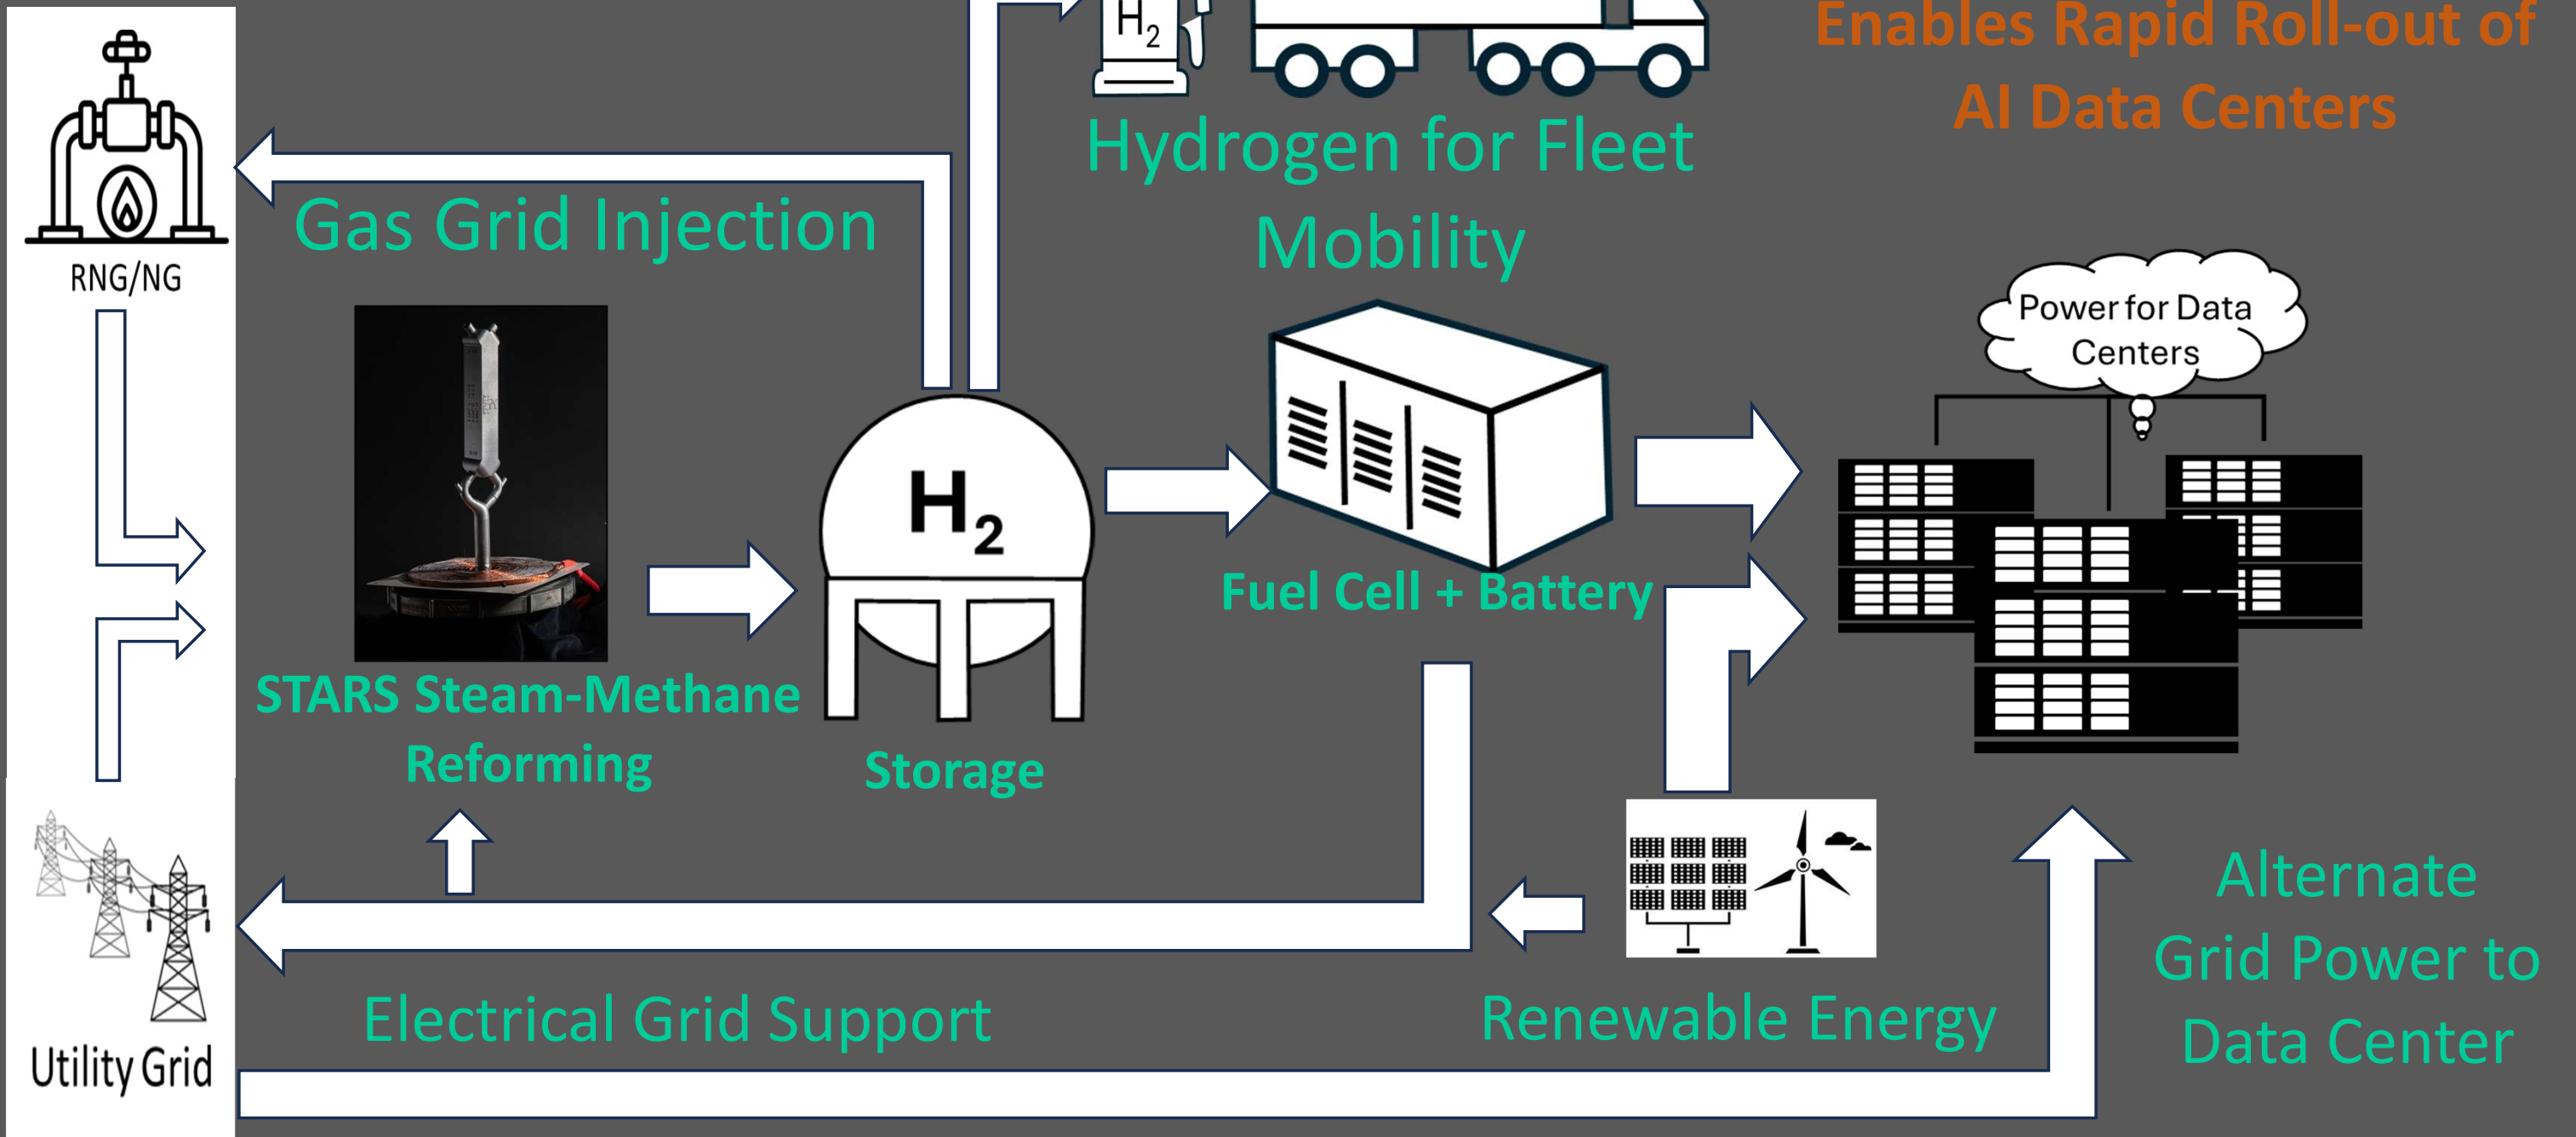 H2
Enables Rapid Roll-out of
AI Data Centers
Hydrogen for Fleet
Mobility
Gas Grid Injection
RNG/NG
Power for Data
Centers
H2
Fuel Cell + Battery
STARS Steam-Methane
Reforming
Storage
Alternate
Grid Power to
Data Center
Electrical Grid Support
Renewable Energy
Utility Grid